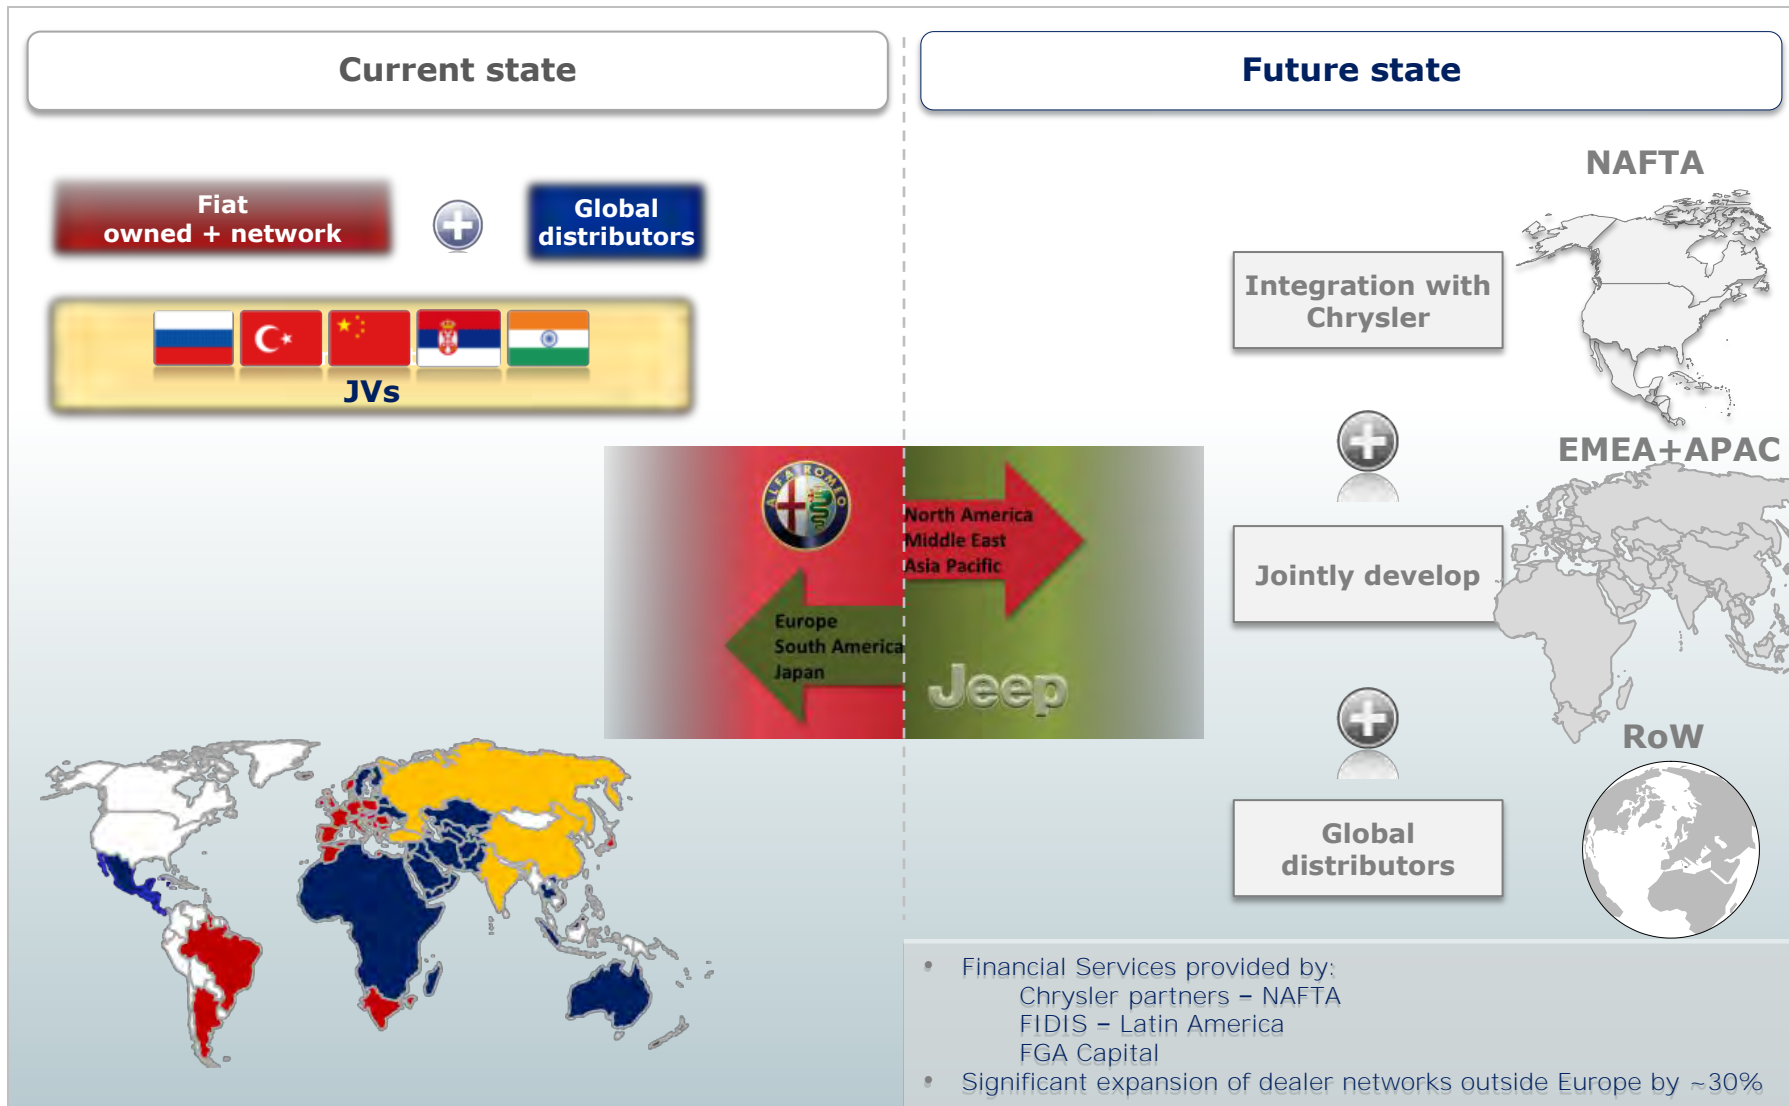 Current state
Fiat
owned + network
Global
distributors
JVs
ALFA ROMEO
North America
Middle East
Asia Pacific
Europe
South America
Japan
Jeep
Future state
NAFTA
Integration with
Chrysler
EMEA+APAC
Jointly develop
RoW
Global
distributors
• Financial Services provided by:
Chrysler partners – NAFTA
FIDIS – Latin America
FGA Capital
• Significant expansion of dealer networks outside Europe by ~30%